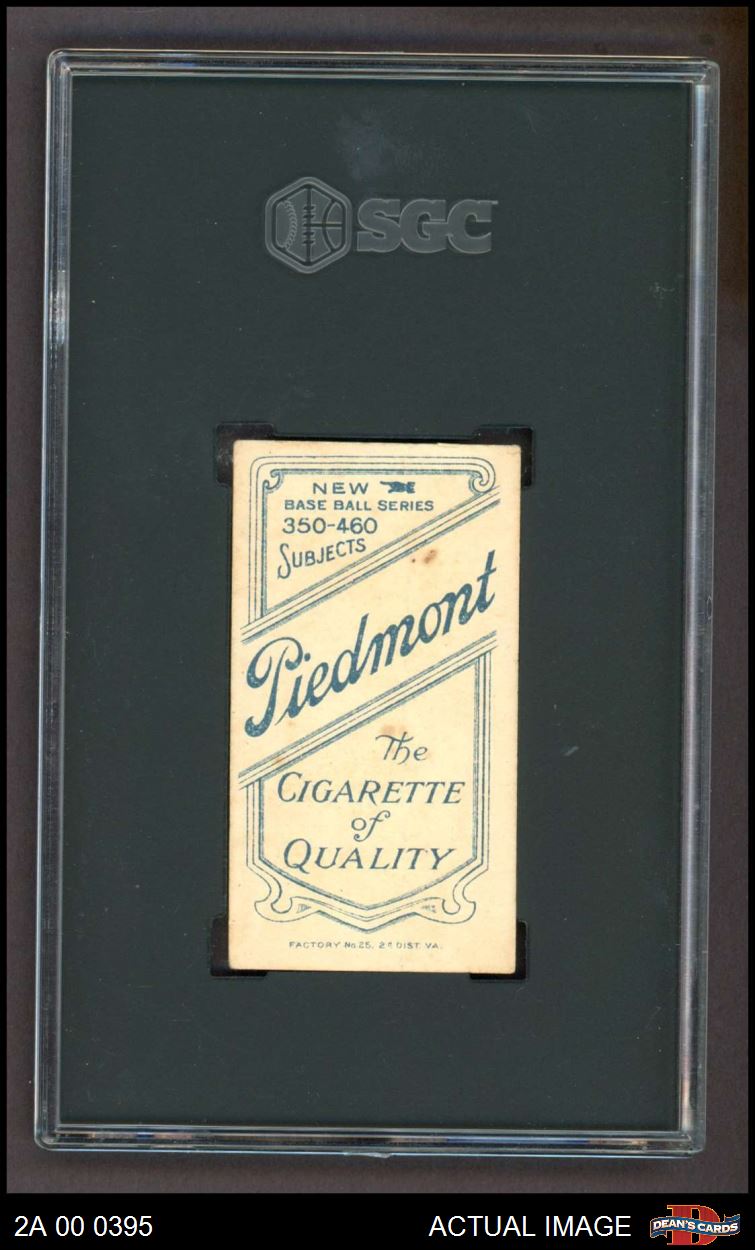 SGC
NEW
BASE BALL SERIES
350-460
SUBJECTS
Piedmont
The
CIGARETTE
of
QUALITY
FACTORY No 25, 2d DIST. VA.
2A 00 0395
ACTUAL IMAGE
DEAN'S CARDS